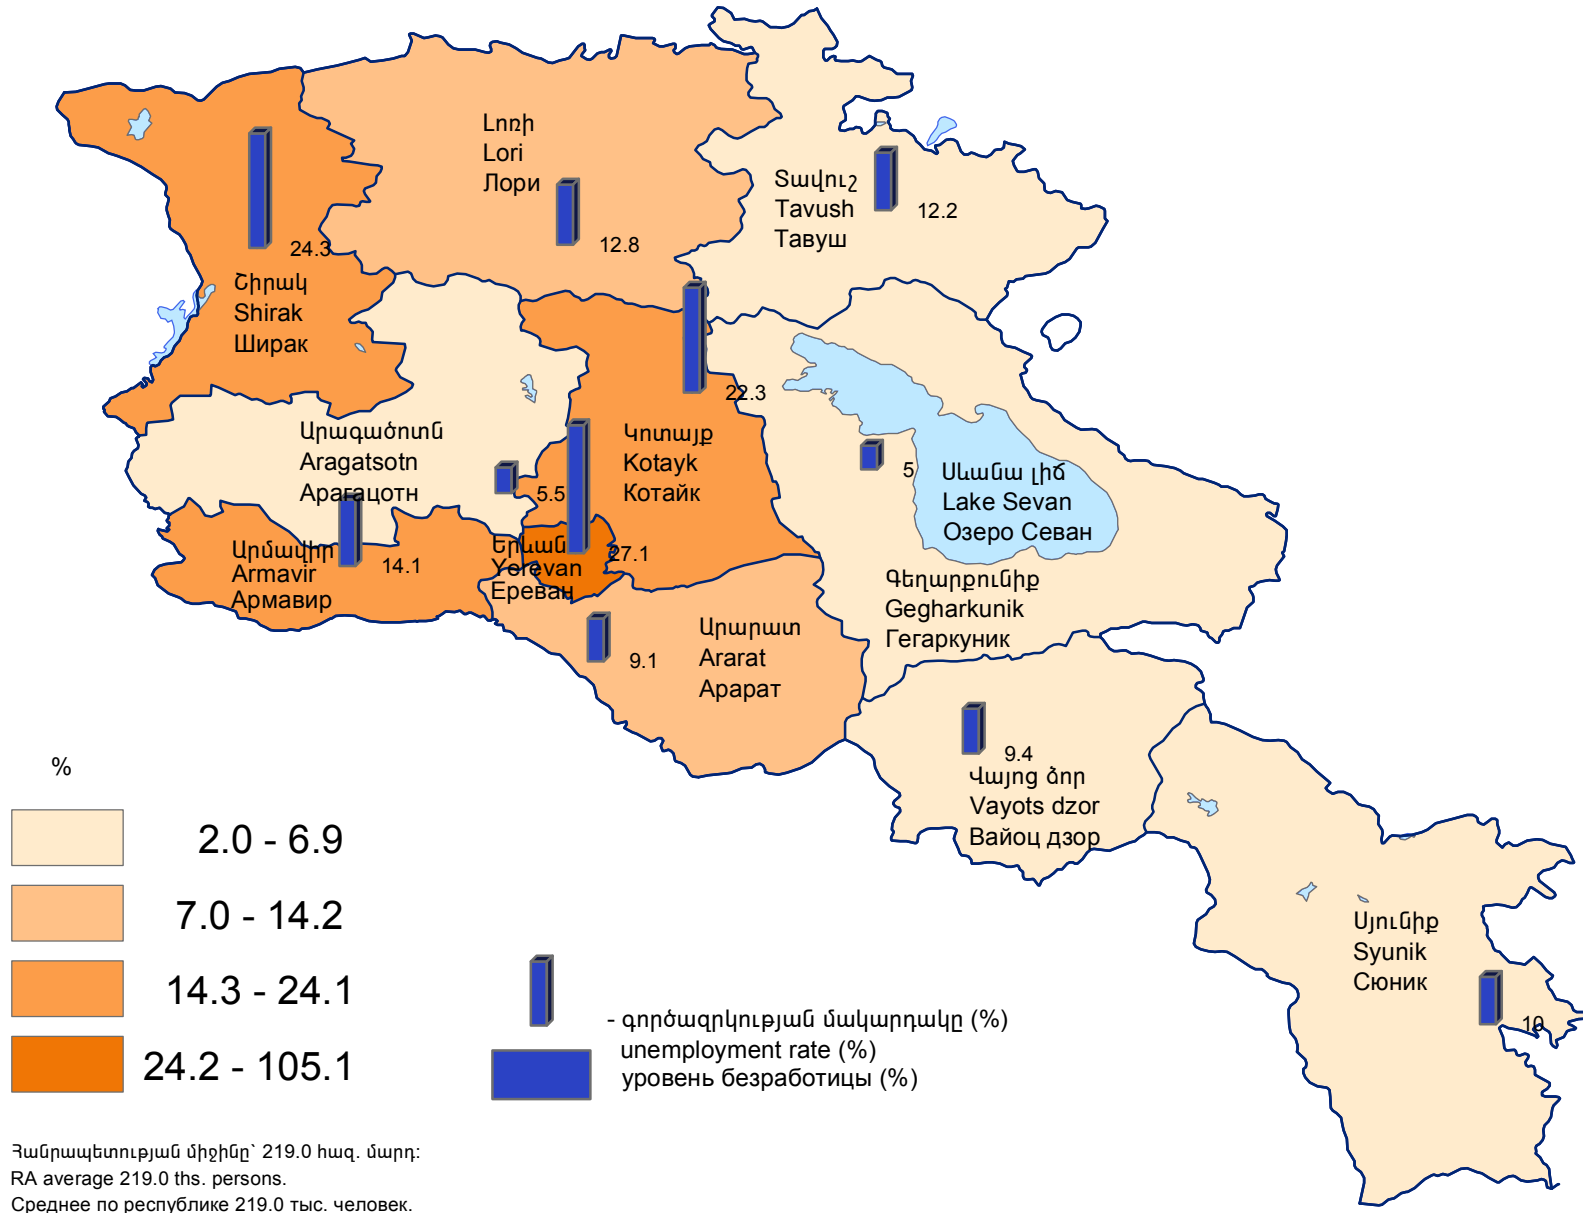 Լոռի
Lori
Лори
12.8
Տավուշ
Tavush
Тавуш
12.2
24.3
Շիրակ
Shirak
Ширак
22.3
Արագածոտն
Aragatsotn
Арагацотн
5.5
Կոտայք
Kotayk
Котайк
5
Սևանա լիճ
Lake Sevan
Озеро Севан
Արմավիր
Armavir
Армавир
14.1
Երևան
Yerevan
Ереван
27.1
Գեղարքունիք
Gegharkunik
Гегаркуник
Արարատ
Ararat
Арарат
9.1
9.4
Վայոց ձոր
Vayots dzor
Вайоц дзор
Սյունիք
Syunik
Сюник
10
%
2.0 - 6.9
7.0 - 14.2
14.3 - 24.1
24.2 - 105.1
- գործազրկության մակարդակը (%)
unemployment rate (%)
уровень безработицы (%)
Հանրապետության միջինը՝ 219.0 հազ. մարդ:
RA average 219.0 ths. persons.
Среднее по республике 219.0 тыс. человек.